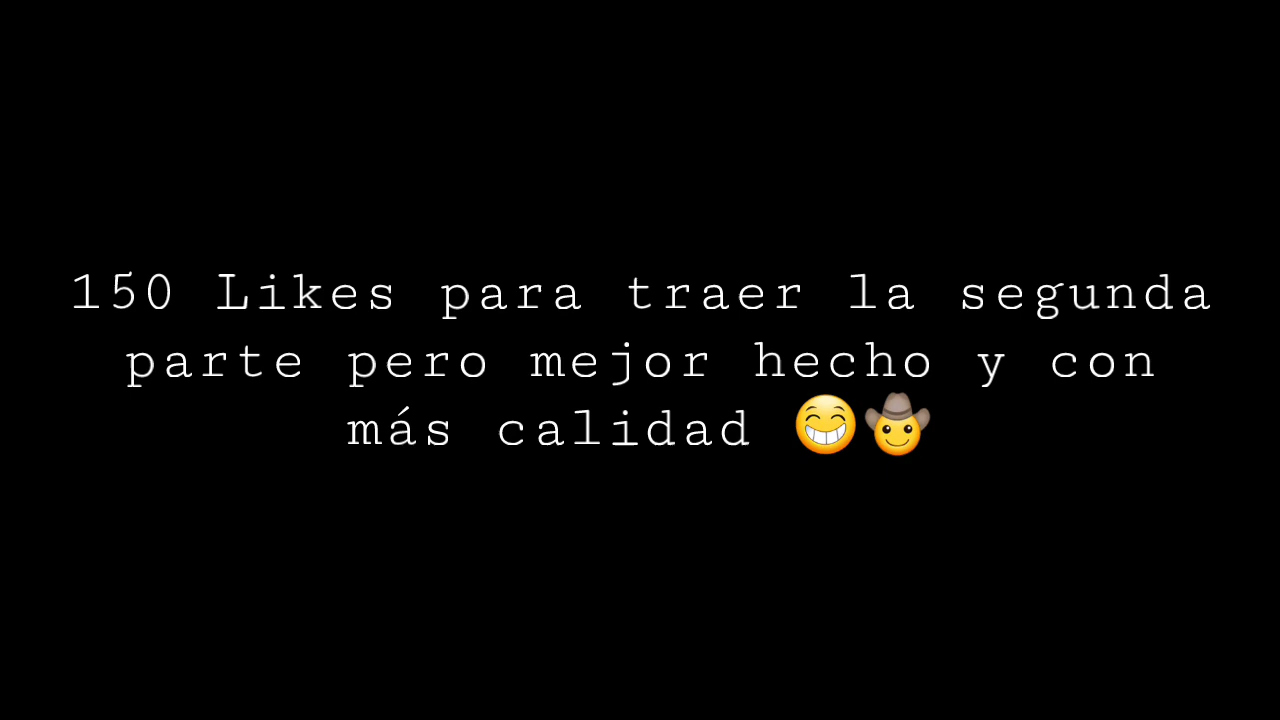 150 Likes para traer la segunda
parte pero mejor hecho y con
más calidad 😁🤠